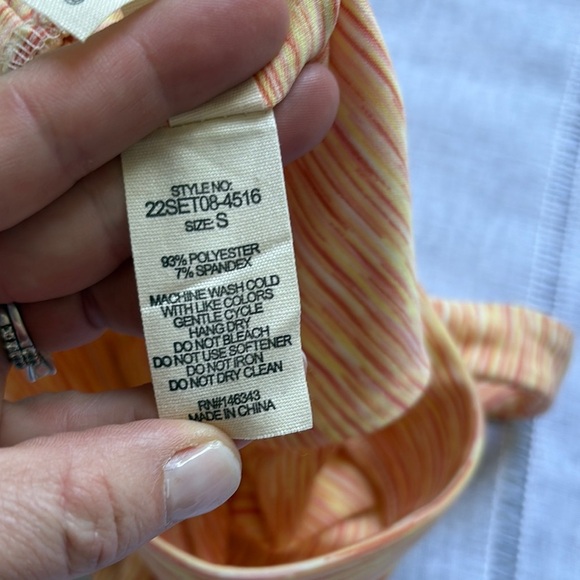 STYLE NO:
22SET08-4516
SIZE: S
93% POLYESTER
7% SPANDEX
MACHINE WASH COLD
WITH LIKE COLORS
GENTLE CYCLE
HANG DRY
DO NOT BLEACH
DO NOT USE SOFTENER
DO NOT IRON
DO NOT DRY CLEAN
RN#146343
MADE IN CHINA